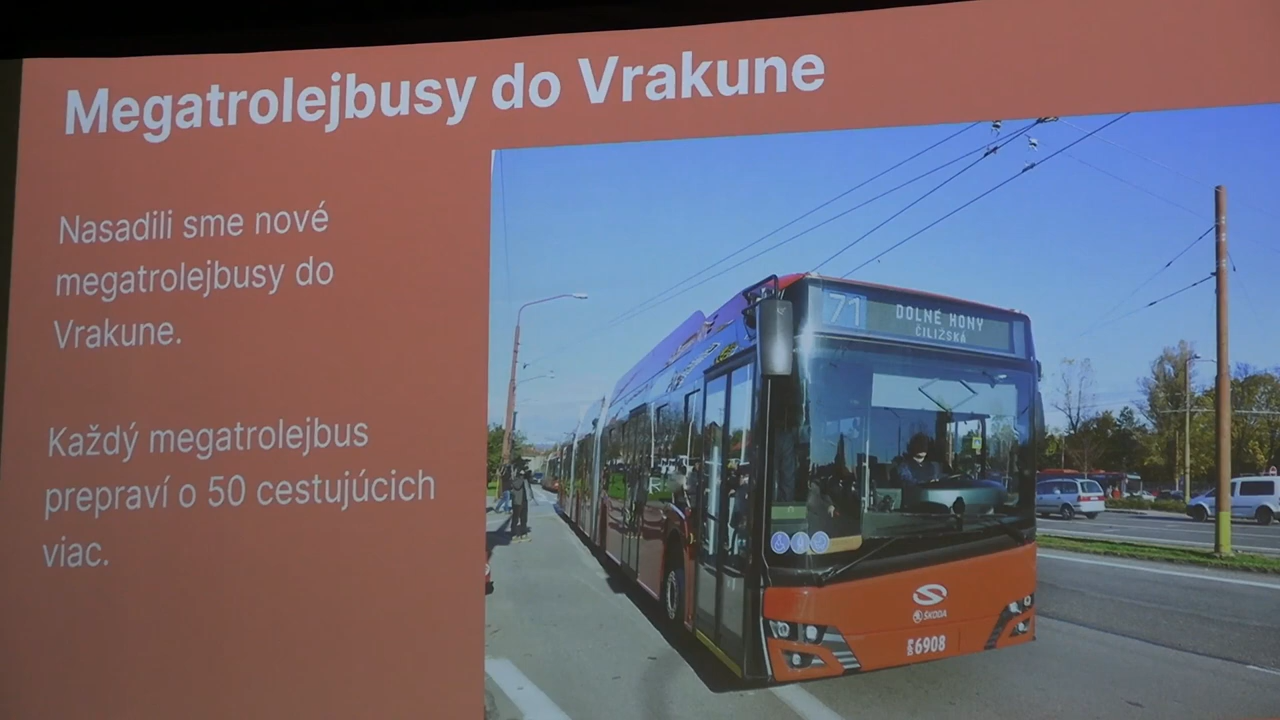 Megatrolejbusy do Vrakune
Nasadili sme nové
megatrolejbusy do
Vrakune.
Každý megatrolejbus
prepraví o 50 cestujúcich
viac.
71
DOLNÉ HONY
ČILIŽSKÁ
ŠKODA
6908